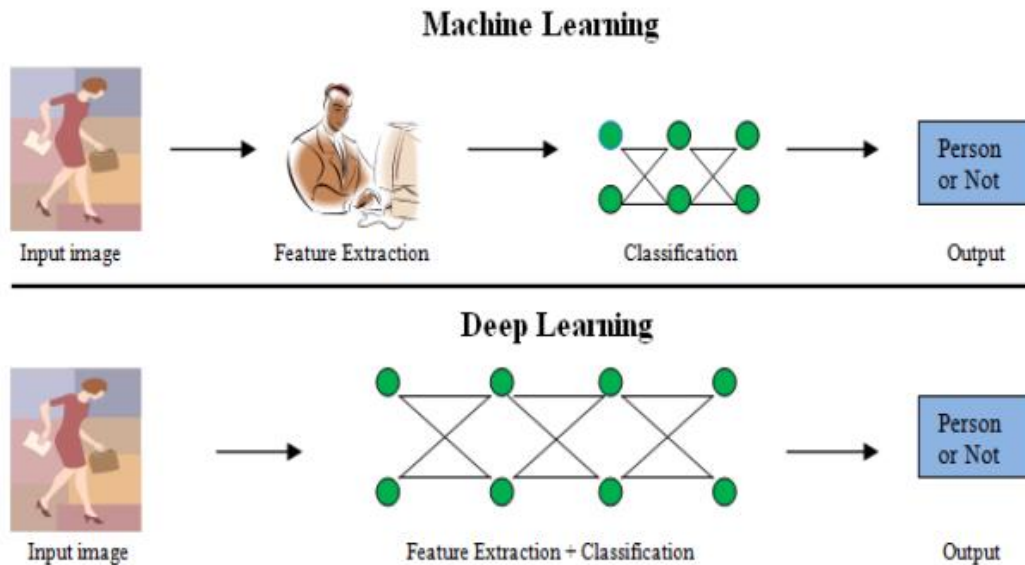 Machine Learning
Person
or Not
Input image
Feature Extraction
Classification
Output
Deep Learning
Person
or Not
Input image
Feature Extraction + Classification
Output